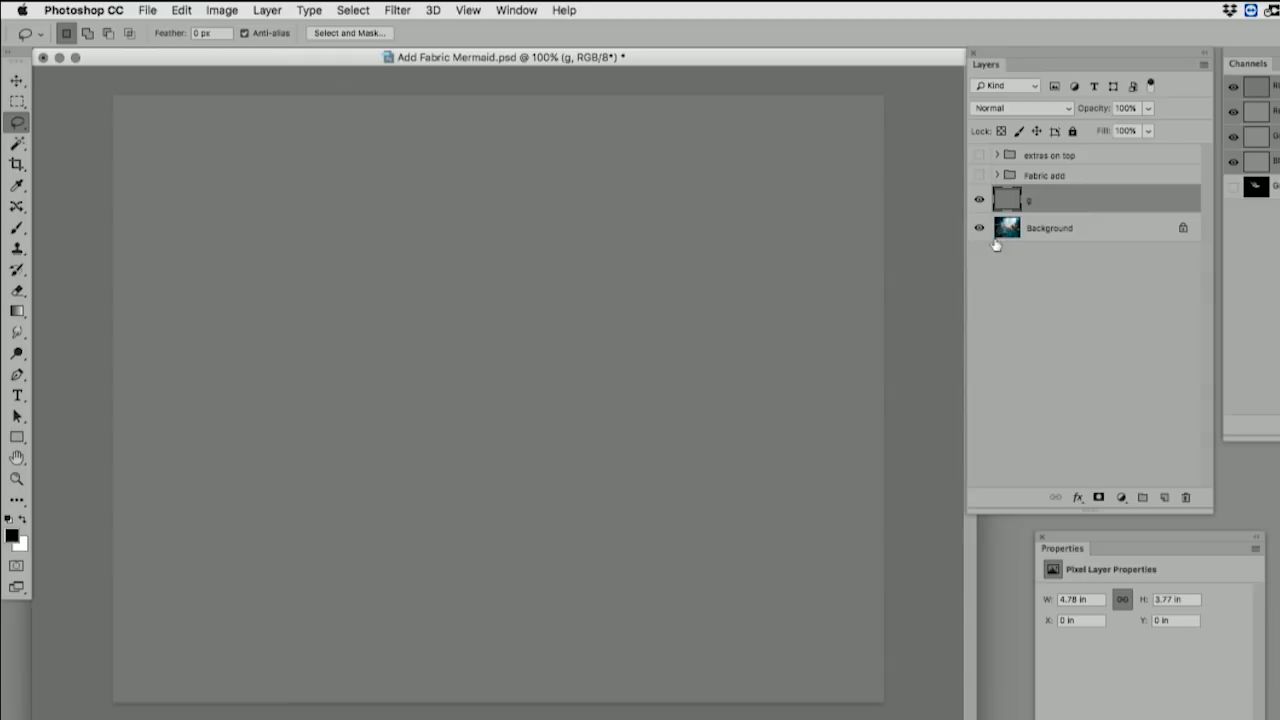 Photoshop CC File Edit Image Layer Type Select Filter 3D View Window Help
Feather: 0 px Anti-alias Select and Mask...
Add Fabric Mermaid.psd @ 100% (g, RGB/8*) *
Layers
Kind
Normal Opacity: 100%
Lock: Fill: 100%
extras on top
Fabric add
g
Background
Channels
Properties
Pixel Layer Properties
W: 4.78 in H: 3.77 in
X: 0 in Y: 0 in